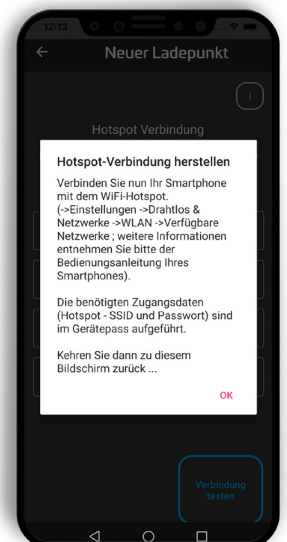 12:13
Neuer Ladepunkt
i
Hotspot Verbindung
Hotspot-Verbindung herstellen
Verbinden Sie nun Ihr Smartphone
mit dem WiFi-Hotspot.
(->Einstellungen ->Drahtlos &
Netzwerke ->WLAN ->Verfügbare
Netzwerke ; weitere Informationen
entnehmen Sie bitte der
Bedienungsanleitung Ihres
Smartphones).
Die benötigten Zugangsdaten
(Hotspot - SSID und Passwort) sind
im Gerätepass aufgeführt.
Kehren Sie dann zu diesem
Bildschirm zurück ...
OK
Verbindung
testen